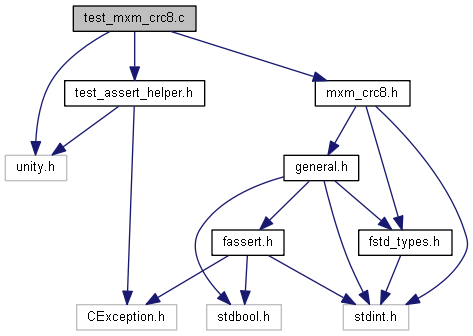 test_mxm_crc8.c
test_assert_helper.h
mxm_crc8.h
unity.h
general.h
fassert.h
fstd_types.h
CException.h
stdbool.h
stdint.h